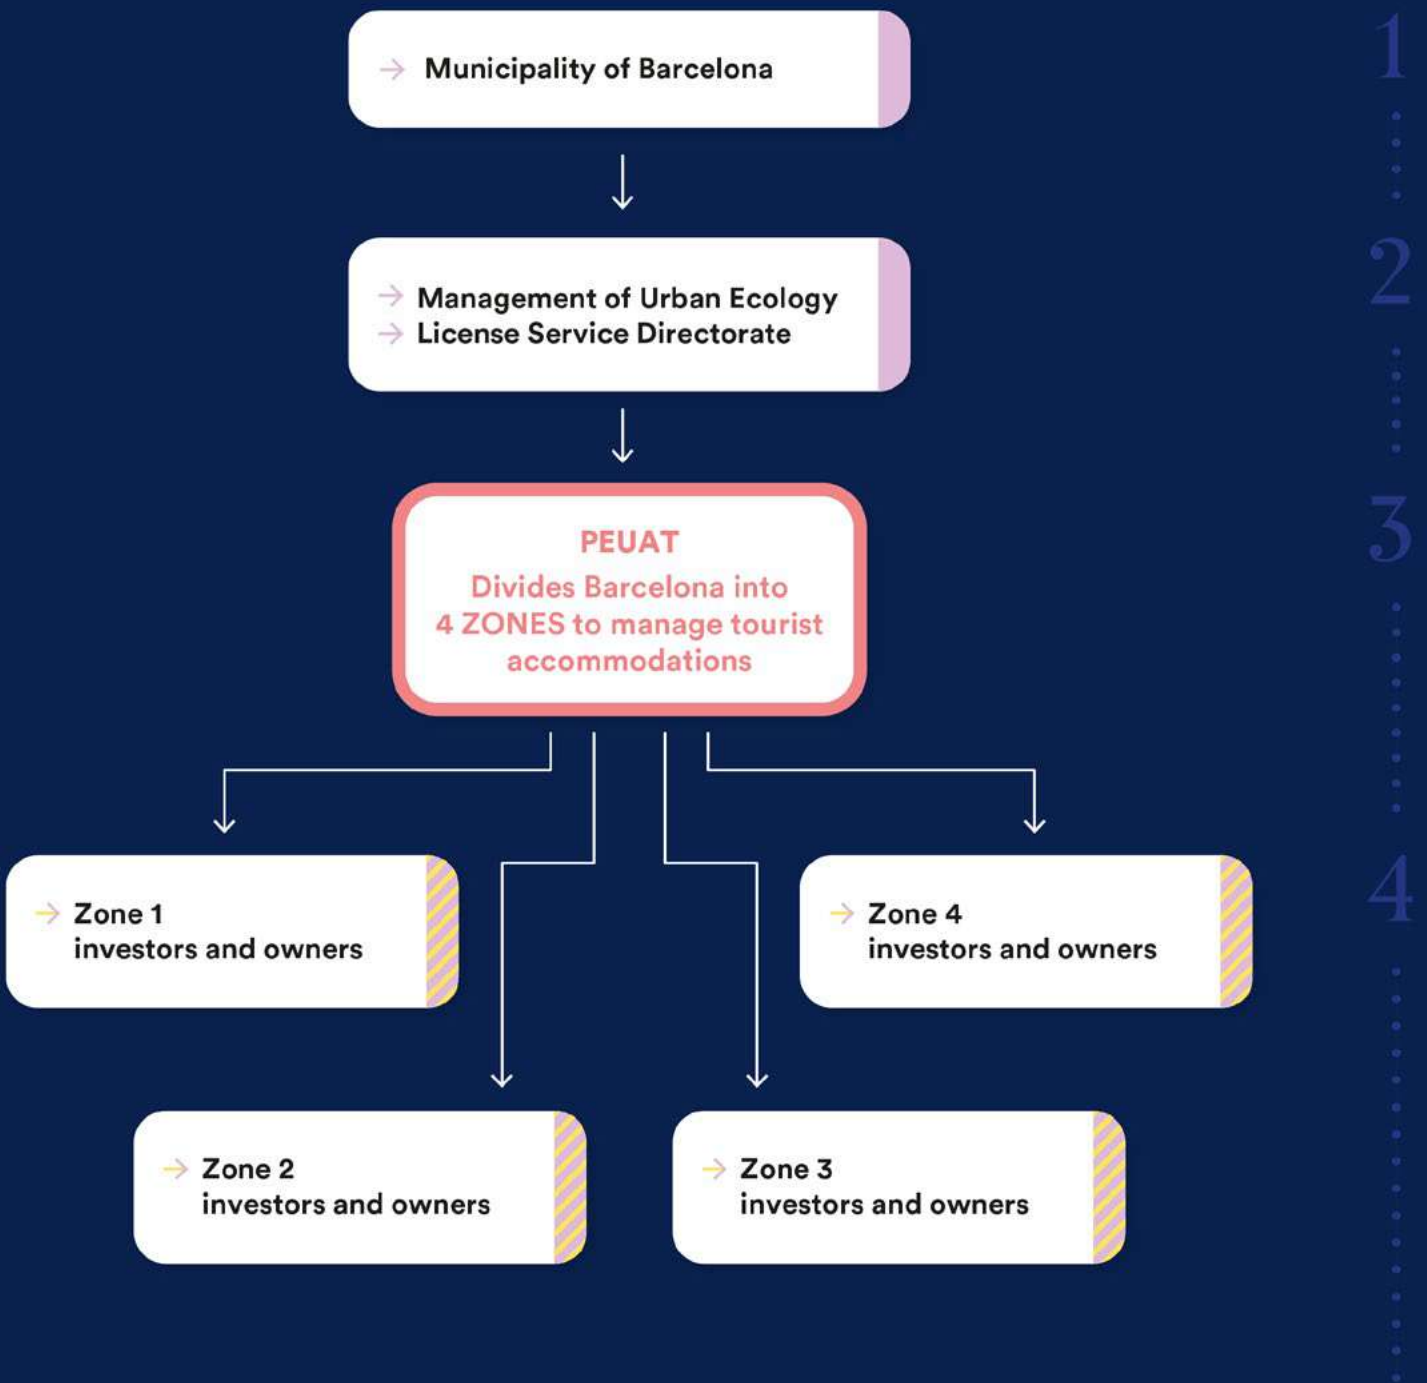 1
Municipality of Barcelona
2
Management of Urban Ecology
License Service Directorate
3
PEUAT
Divides Barcelona into
4 ZONES to manage tourist
accommodations
4
Zone 1
investors and owners
Zone 4
investors and owners
Zone 2
investors and owners
Zone 3
investors and owners